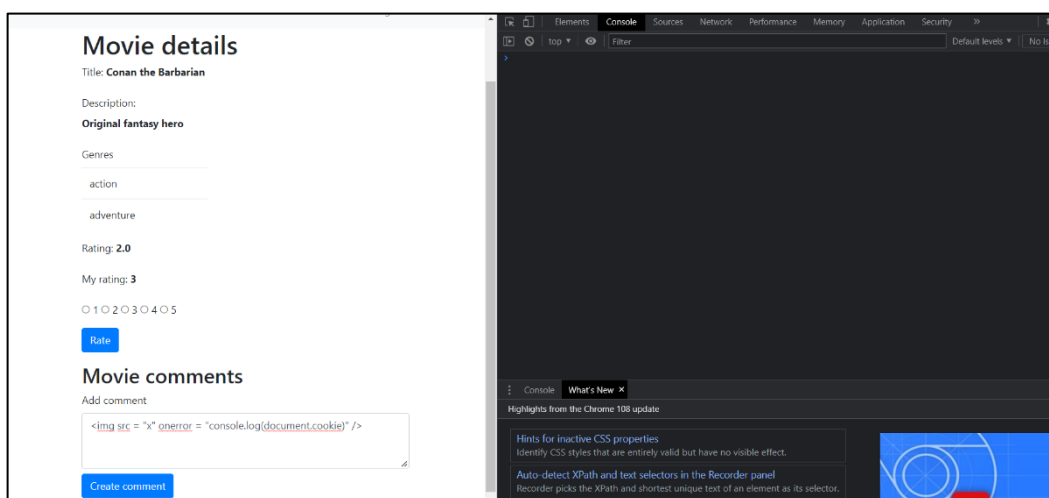 Movie details
Title: Conan the Barbarian
Description:
Original fantasy hero
Genres
action
adventure
Rating: 2.0
My rating: 3
1 2 3 4 5
Rate
Movie comments
Add comment
<img src = "x" onerror = "console.log(document.cookie)" />
Create comment
Elements Console Sources Network Performance Memory Application Security »
top ▼ Filter Default levels ▼ No Is
>
Console What's New ×
Highlights from the Chrome 108 update
Hints for inactive CSS properties
Identify CSS styles that are entirely valid but have no visible effect.
Auto-detect XPath and text selectors in the Recorder panel
Recorder picks the XPath and shortest unique text of an element as its selector.